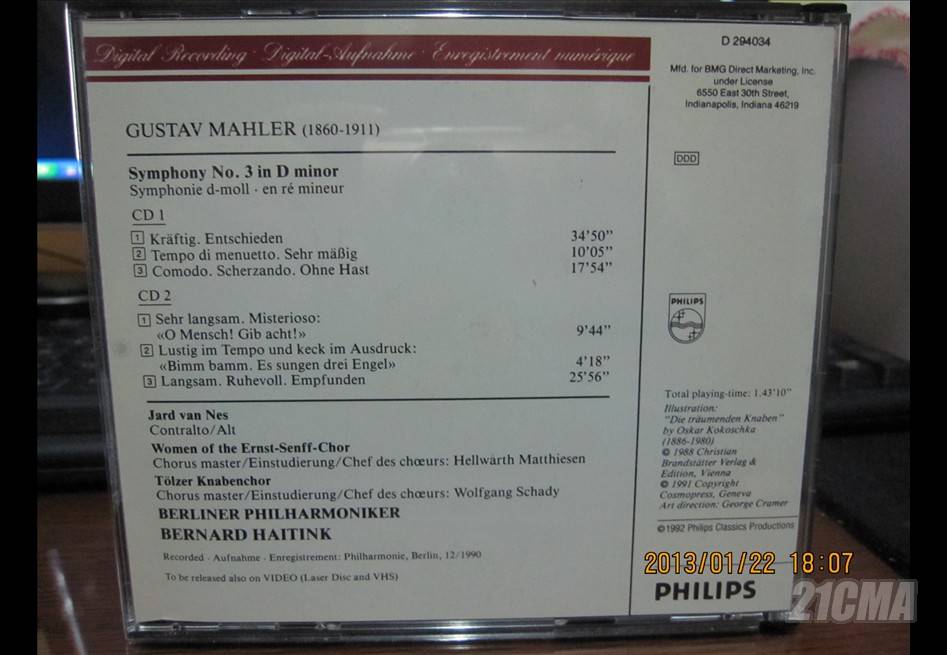 Digital Recording · Digital-Aufnahme · Enregistrement numérique
GUSTAV MAHLER (1860-1911)
Symphony No. 3 in D minor
Symphonie d-moll · en ré mineur
CD 1
1 Kräftig. Entschieden 34'50"
2 Tempo di menuetto. Sehr mäßig 10'05"
3 Comodo. Scherzando. Ohne Hast 17'54"
CD 2
1 Sehr langsam. Misterioso:
«O Mensch! Gib acht!» 9'44"
2 Lustig im Tempo und keck im Ausdruck:
«Bimm bamm. Es sungen drei Engel» 4'18"
3 Langsam. Ruhevoll. Empfunden 25'56"
Jard van Nes
Contralto/Alt
Women of the Ernst-Senff-Chor
Chorus master/Einstudierung/Chef des chœurs: Hellwärth Matthiesen
Tölzer Knabenchor
Chorus master/Einstudierung/Chef des chœurs: Wolfgang Schady
BERLINER PHILHARMONIKER
BERNARD HAITINK
Recorded · Aufnahme · Enregistrement: Philharmonie, Berlin, 12/1990
To be released also on VIDEO (Laser Disc and VHS)
D 294034
Mfd. for BMG Direct Marketing, Inc.
under License
6550 East 30th Street,
Indianapolis, Indiana 46219
DDD
PHILIPS
Total playing-time: 1.43'10"
Illustration:
"Die träumenden Knaben"
by Oskar Kokoschka
(1886-1980)
© 1988 Christian
Brandstätter Verlag &
Edition, Vienna
© 1991 Copyright
Cosmopress, Geneva
Art direction: George Cramer
©1992 Philips Classics Productions
2013/01/22 18:07
PHILIPS
21CMA